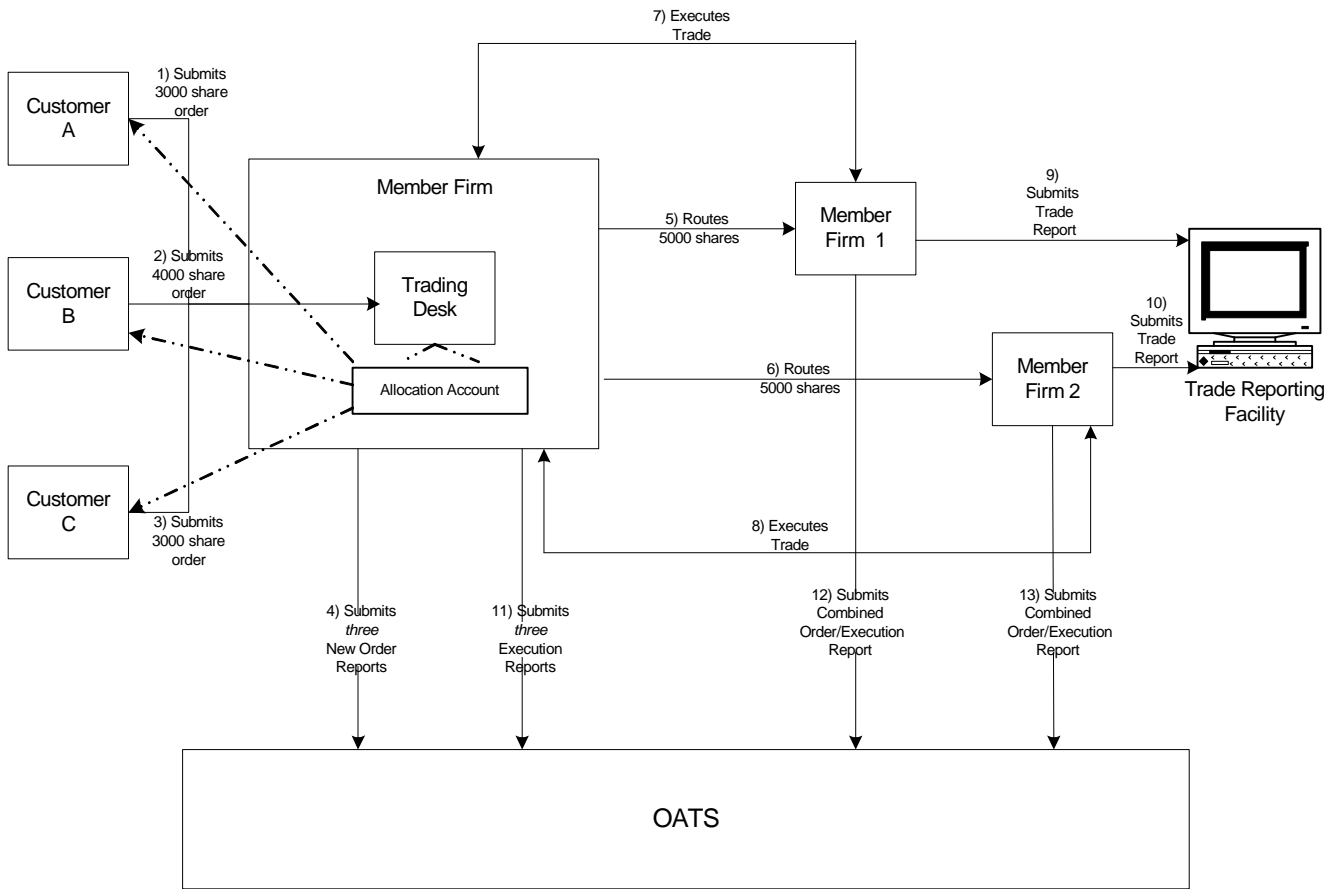 7) Executes
Trade
1) Submits
3000 share
order
Customer
A
Member Firm
5) Routes
5000 shares
Member
Firm 1
9)
Submits
Trade
Report
2) Submits
4000 share
order
Customer
B
Trading
Desk
Allocation Account
6) Routes
5000 shares
Member
Firm 2
10)
Submits
Trade
Report
Trade Reporting
Facility
Customer
C
3) Submits
3000 share
order
8) Executes
Trade
4) Submits
three
New Order
Reports
11) Submits
three
Execution
Reports
12) Submits
Combined
Order/Execution
Report
13) Submits
Combined
Order/Execution
Report
OATS